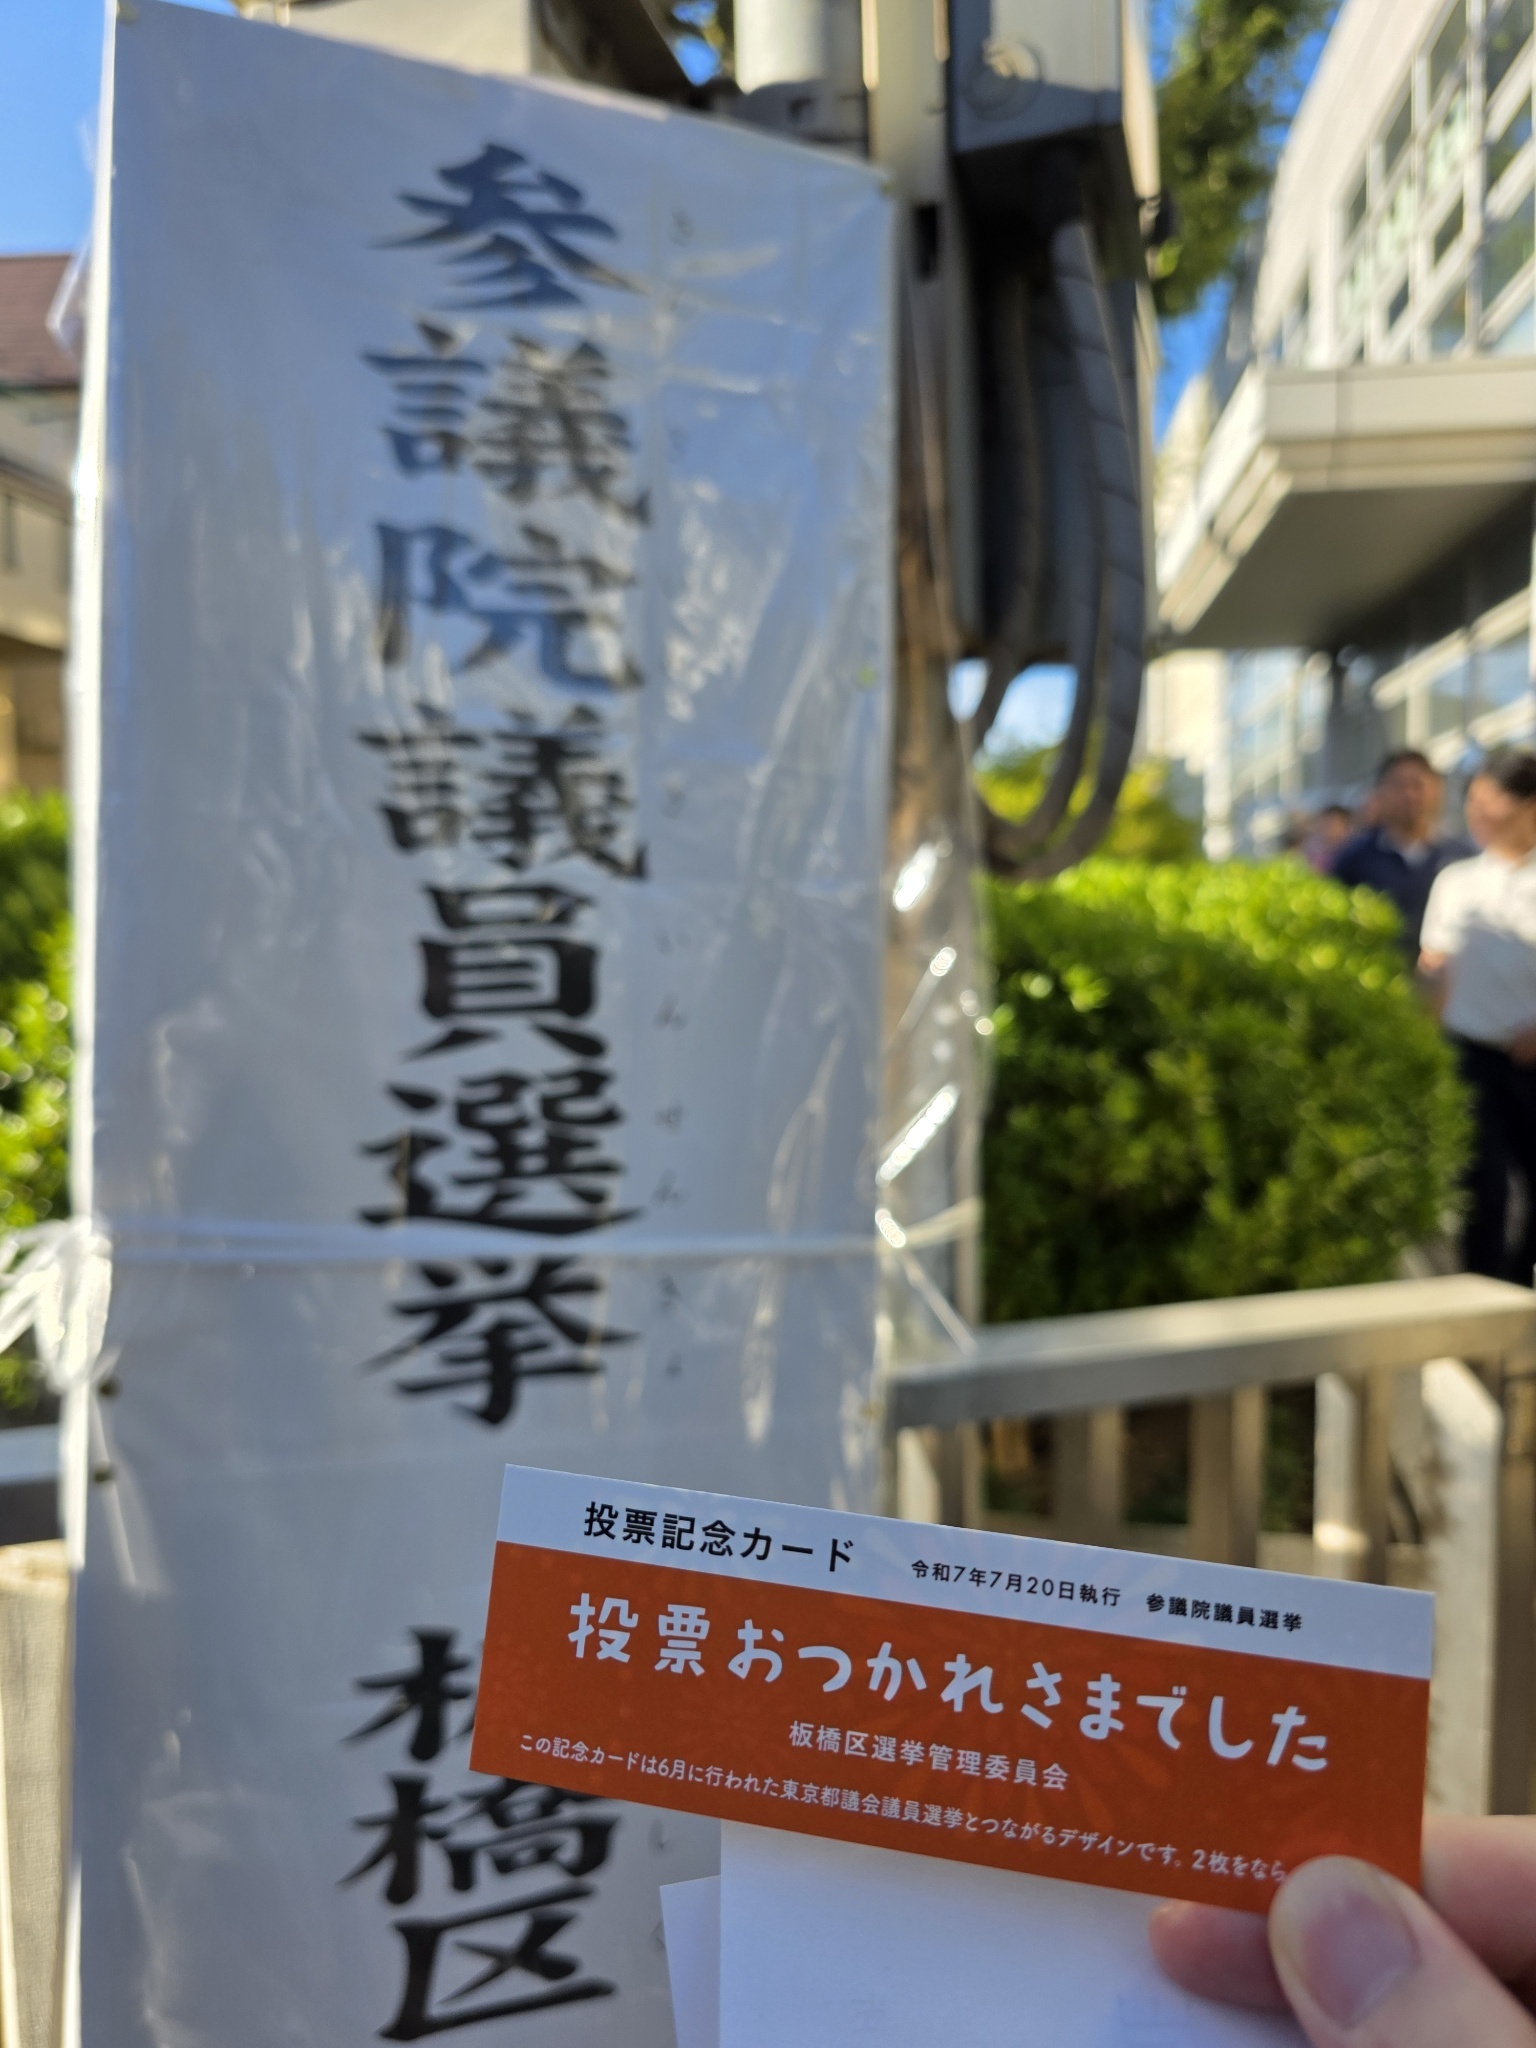 参議院議員選挙
板橋区
投票記念カード
令和7年7月20日執行 参議院議員選挙
投票おつかれさまでした
板橋区選挙管理委員会
この記念カードは6月に行われた東京都議会議員選挙とつながるデザインです。2枚をなら